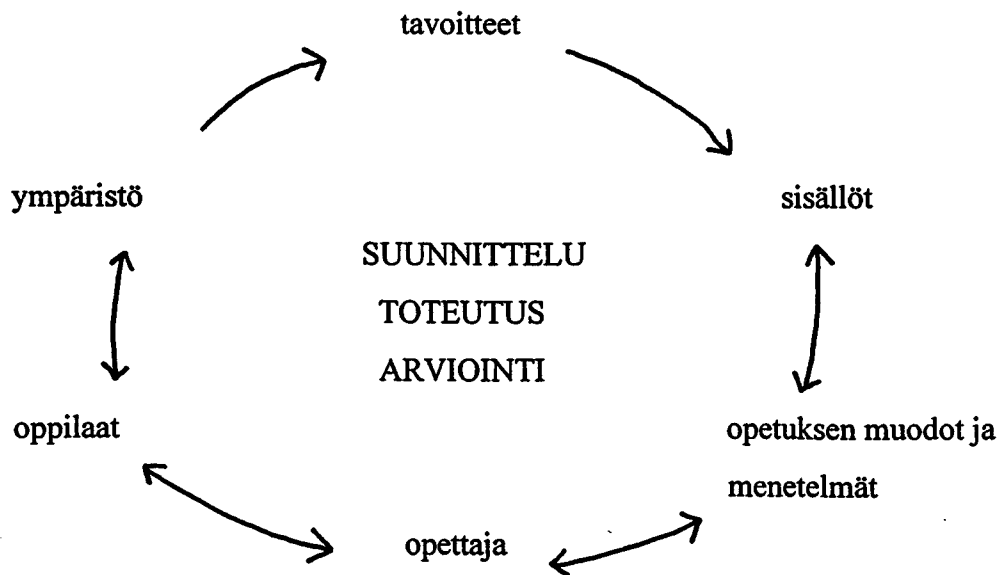 tavoitteet
ympäristö
sisällöt
SUUNNITTELU
TOTEUTUS
ARVIOINTI
oppilaat
opetuksen muodot ja
menetelmät
opettaja